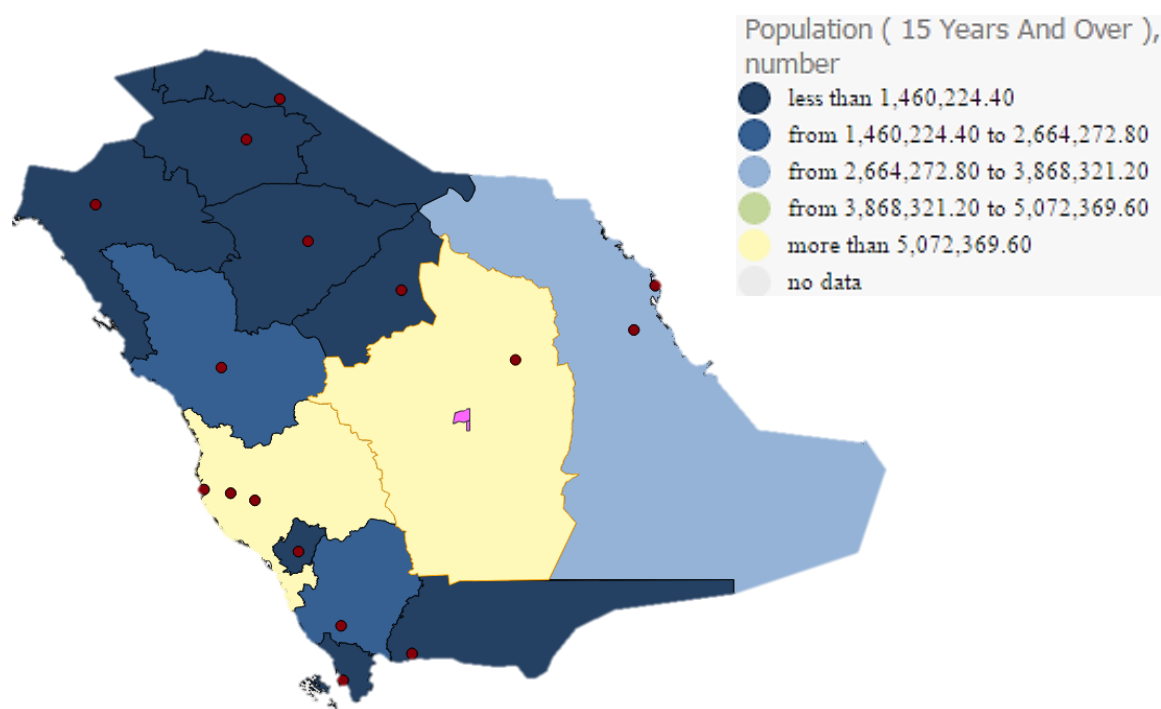 Population ( 15 Years And Over ),
number
less than 1,460,224.40
from 1,460,224.40 to 2,664,272.80
from 2,664,272.80 to 3,868,321.20
from 3,868,321.20 to 5,072,369.60
more than 5,072,369.60
no data